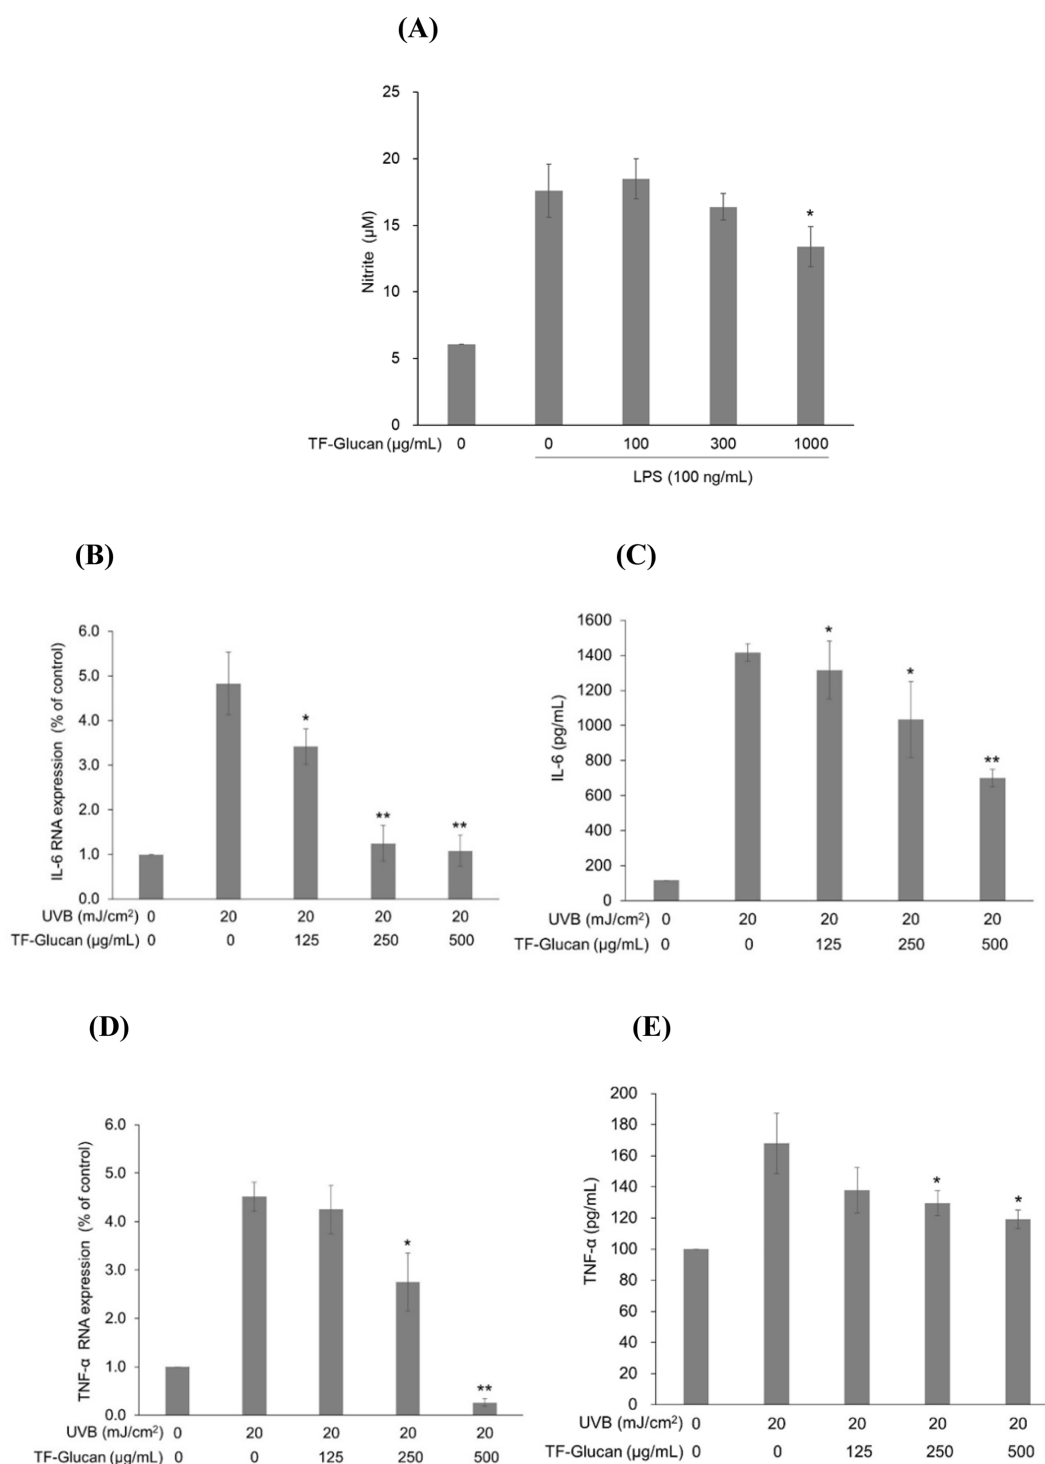 (A)
25
20
15
10
5
0
Nitrite (µM)
*
TF-Glucan (µg/mL) 0 0 100 300 1000
LPS (100 ng/mL)
(B)
6.0
5.0
4.0
3.0
2.0
1.0
0.0
IL-6 RNA expression (% of control)
*
**
**
UVB (mJ/cm²) 0 20 20 20 20
TF-Glucan (µg/mL) 0 0 125 250 500
(C)
1600
1400
1200
1000
800
600
400
200
0
IL-6 (pg/mL)
*
*
**
UVB (mJ/cm²) 0 20 20 20 20
TF-Glucan (µg/mL) 0 0 125 250 500
(D)
6.0
5.0
4.0
3.0
2.0
1.0
0.0
TNF-α RNA expression (% of control)
*
**
UVB (mJ/cm²) 0 20 20 20 20
TF-Glucan (µg/mL) 0 0 125 250 500
(E)
200
180
160
140
120
100
80
60
40
20
0
TNF-α (pg/mL)
*
*
UVB (mJ/cm²) 0 20 20 20 20
TF-Glucan (µg/mL) 0 0 125 250 500